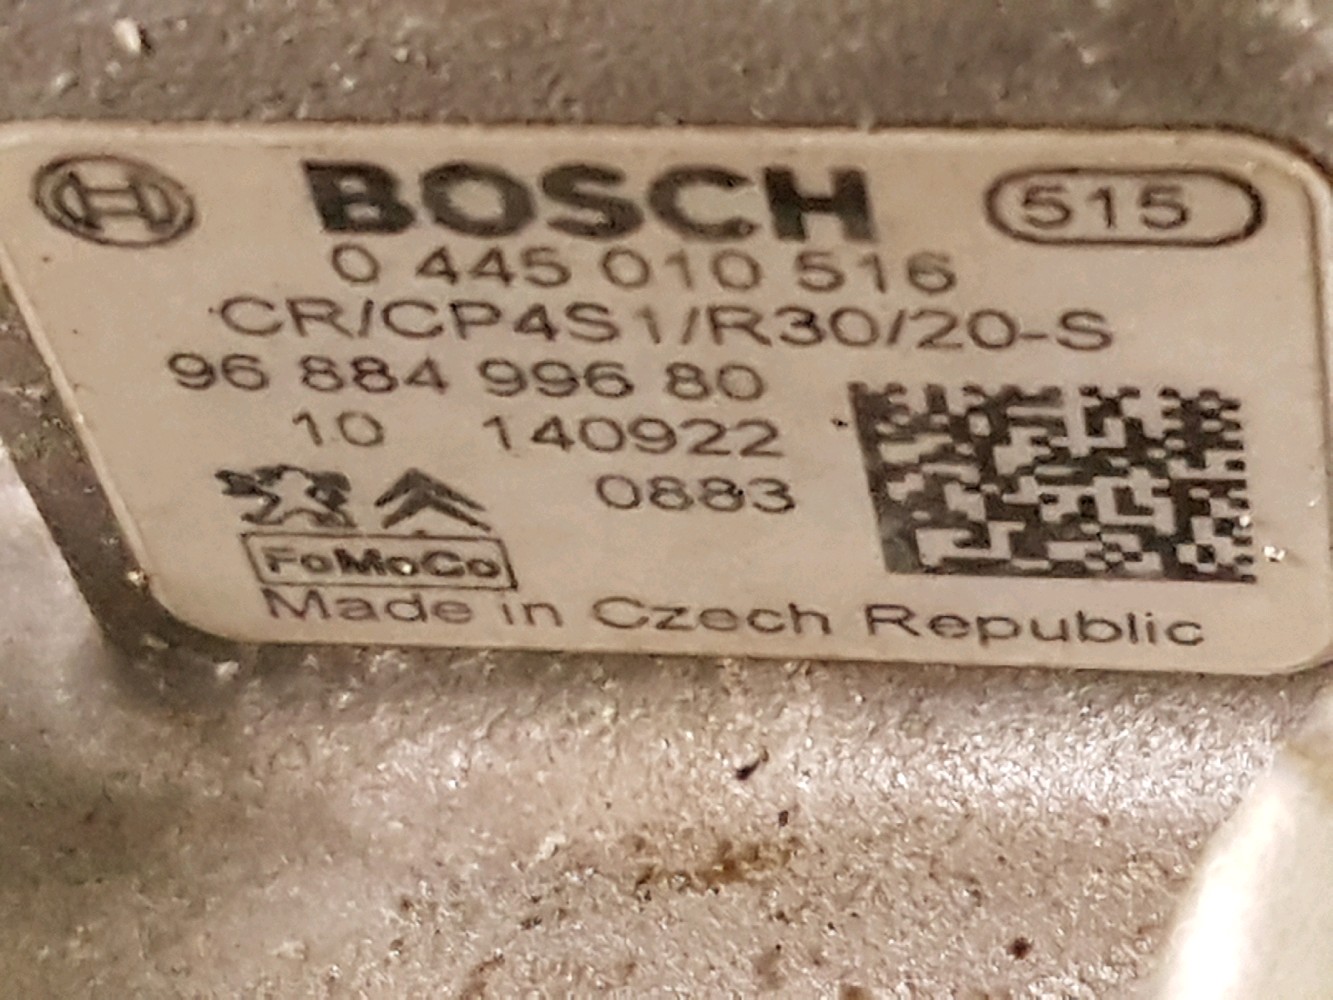 BOSCH 515
0 445 010 516
CR/CP4S1/R30/20-S
96 884 996 80
10 140922
0883
FoMoCo
Made in Czech Republic